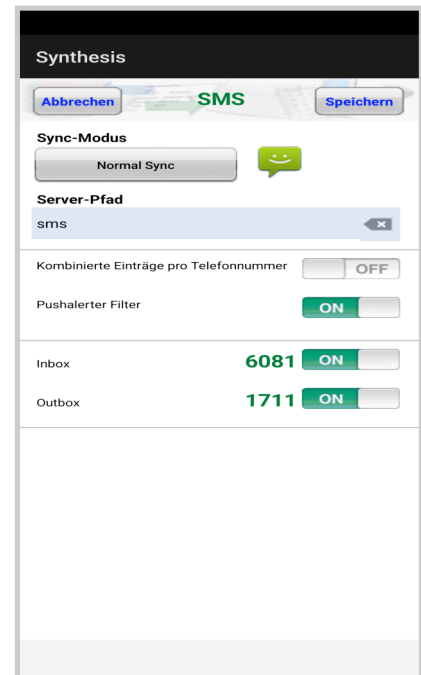 Synthesis
Abbrechen SMS Speichern
Sync-Modus
Normal Sync
Server-Pfad
sms
Kombinierte Einträge pro Telefonnummer OFF
Pushalerter Filter ON
Inbox 6081 ON
Outbox 1711 ON